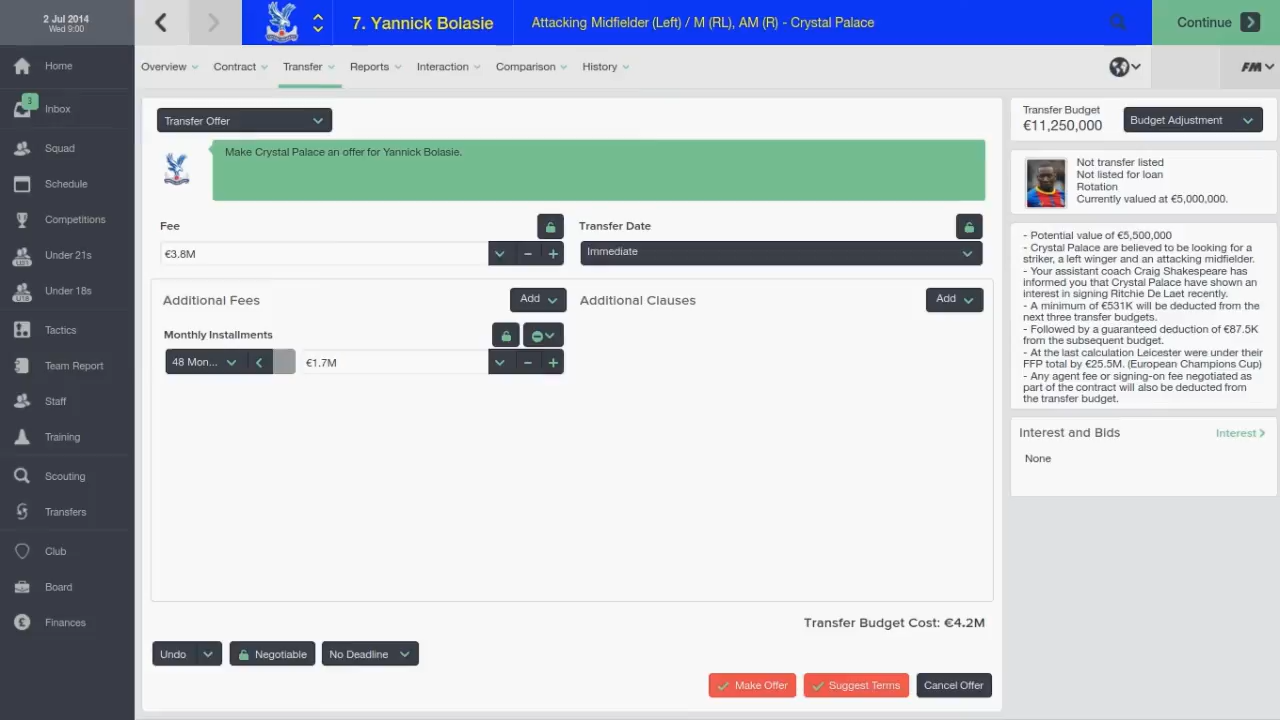 2 Jul 2014
Wed 9:00
7. Yannick Bolasie
Attacking Midfielder (Left) / M (RL), AM (R) - Crystal Palace
Continue
Home
3
Inbox
Squad
Schedule
Competitions
Under 21s
Under 18s
Tactics
Team Report
Staff
Training
Scouting
Transfers
Club
Board
Finances
Overview
Contract
Transfer
Reports
Interaction
Comparison
History
FM
Transfer Offer
Make Crystal Palace an offer for Yannick Bolasie.
Fee
€3.8M
Transfer Date
Immediate
Additional Fees
Add
Additional Clauses
Add
Monthly Installments
48 Mon...
€1.7M
Transfer Budget Cost: €4.2M
Undo
Negotiable
No Deadline
Make Offer
Suggest Terms
Cancel Offer
Transfer Budget
€11,250,000
Budget Adjustment
Not transfer listed
Not listed for loan
Rotation
Currently valued at €5,000,000.
- Potential value of €5,500,000
- Crystal Palace are believed to be looking for a
striker, a left winger and an attacking midfielder.
- Your assistant coach Craig Shakespeare has
informed you that Crystal Palace have shown an
interest in signing Ritchie De Laet recently.
- A minimum of €531K will be deducted from the
next three transfer budgets.
- Followed by a guaranteed deduction of €87.5K
from the subsequent budget.
- At the last calculation Leicester were under their
FFP total by €25.5M. (European Champions Cup)
- Any agent fee or signing-on fee negotiated as
part of the contract will also be deducted from
the transfer budget.
Interest and Bids
Interest
None